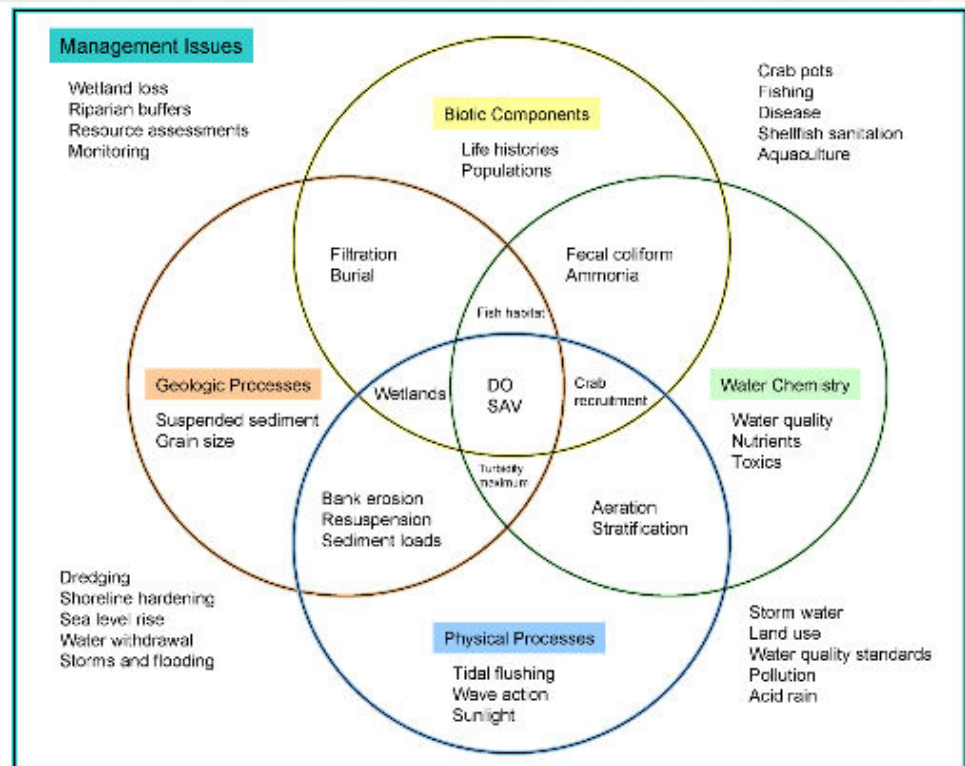 Management Issues
Wetland loss
Riparian buffers
Resource assessments
Monitoring
Crab pots
Fishing
Disease
Shellfish sanitation
Aquaculture
Biotic Components
Life histories
Populations
Filtration
Burial
Fecal coliform
Ammonia
Fish habitat
Geologic Processes
Suspended sediment
Grain size
Wetlands
DO
SAV
Crab
recruitment
Water Chemistry
Water quality
Nutrients
Toxics
Turbidity
maximum
Bank erosion
Resuspension
Sediment loads
Aeration
Stratification
Dredging
Shoreline hardening
Sea level rise
Water withdrawal
Storms and flooding
Physical Processes
Tidal flushing
Wave action
Sunlight
Storm water
Land use
Water quality standards
Pollution
Acid rain